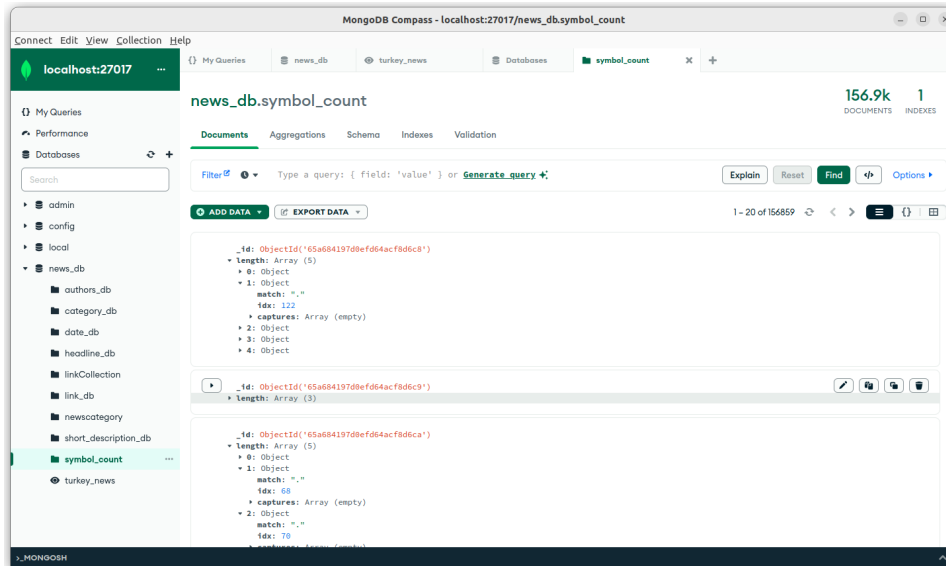 MongoDB Compass - localhost:27017/news_db.symbol_count
Connect Edit View Collection Help
localhost:27017 ...
My Queries
Performance
Databases
Search
admin
config
local
news_db
authors_db
category_db
date_db
headline_db
linkCollection
link_db
newscategory
short_description_db
symbol_count ...
turkey_news
{} My Queries
news_db
turkey_news
Databases
symbol_count
news_db.symbol_count
156.9k DOCUMENTS
1 INDEXES
Documents Aggregations Schema Indexes Validation
Filter Type a query: { field: 'value' } or Generate query
Explain Reset Find </> Options
ADD DATA EXPORT DATA
1 - 20 of 156859 {}
_id: ObjectId('65a684197d0efd64acf8d6c8')
length: Array (5)
0: Object
1: Object
match: "."
idx: 122
captures: Array (empty)
2: Object
3: Object
4: Object
_id: ObjectId('65a684197d0efd64acf8d6c9')
length: Array (3)
_id: ObjectId('65a684197d0efd64acf8d6ca')
length: Array (5)
0: Object
1: Object
match: "."
idx: 68
captures: Array (empty)
2: Object
match: "."
idx: 70
captures: Array (empty)
>_MONGOSH